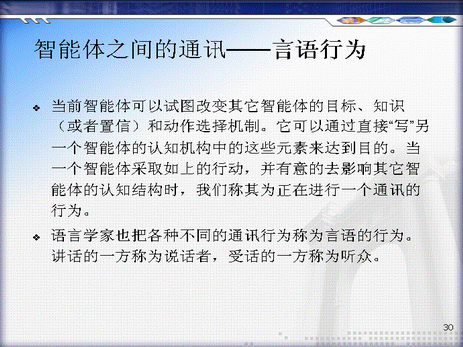 智能体之间的通讯——言语行为
当前智能体可以试图改变其它智能体的目标、知识
（或者置信）和动作选择机制。它可以通过直接“写”另
一个智能体的认知机构中的这些元素来达到目的。当
一个智能体采取如上的行动，并有意的去影响其它智
能体的认知结构时，我们称其为正在进行一个通讯的
行为。
语言学家也把各种不同的通讯行为称为言语的行为。
讲话的一方称为说话者，受话的一方称为听众。
30